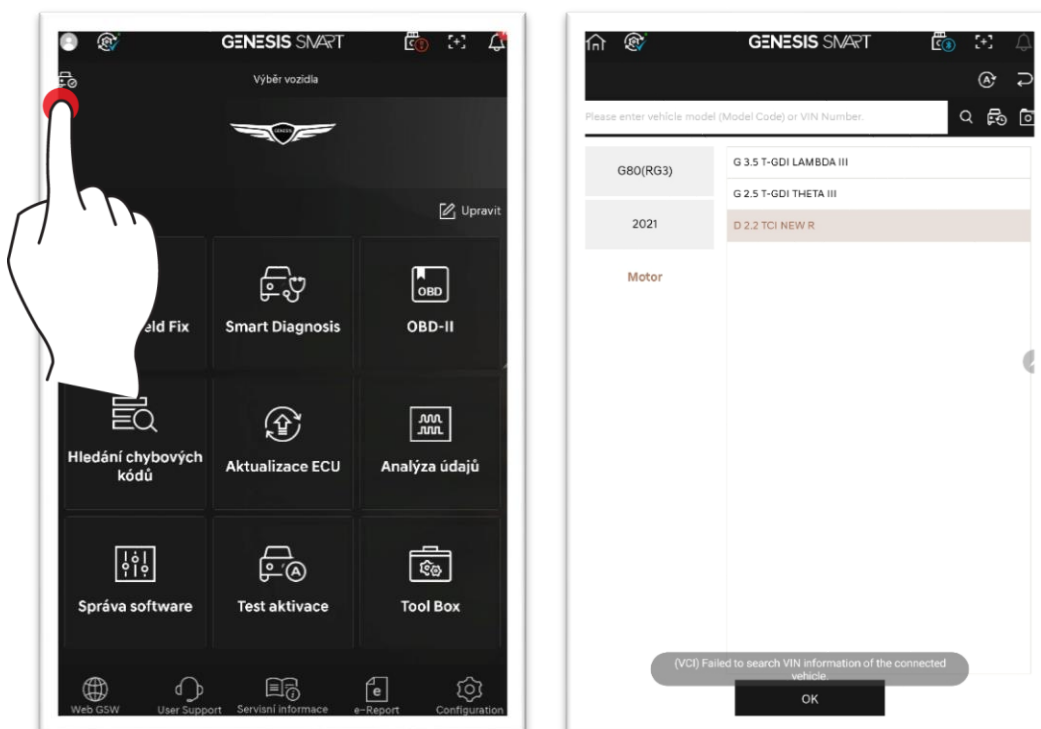 GENESIS SMART
Výběr vozidla
GENESIS
Upravit
eld Fix
Smart Diagnosis
OBD
OBD-II
Hledání chybových
kódů
Aktualizace ECU
Analýza údajů
Správa software
A
Test aktivace
Tool Box
Web GSW
User Support
Servisní informace
e
e-Report
Configuration
GENESIS SMART
A
Please enter vehicle model (Model Code) or VIN Number.
G80(RG3)
2021
Motor
G 3.5 T-GDI LAMBDA III
G 2.5 T-GDI THETA III
D 2.2 TCI NEW R
(VCI) Failed to search VIN information of the connected
vehicle.
OK